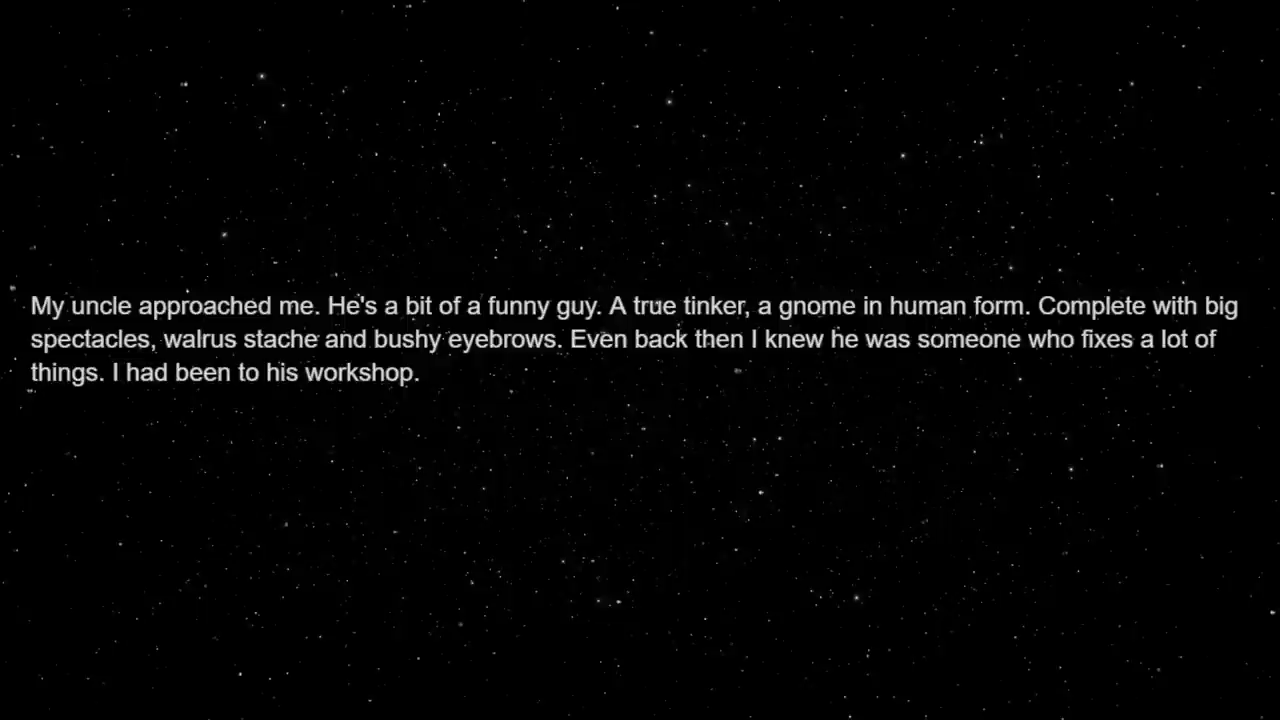 My uncle approached me. He's a bit of a funny guy. A true tinker, a gnome in human form. Complete with big
spectacles, walrus stache and bushy eyebrows. Even back then I knew he was someone who fixes a lot of
things. I had been to his workshop.